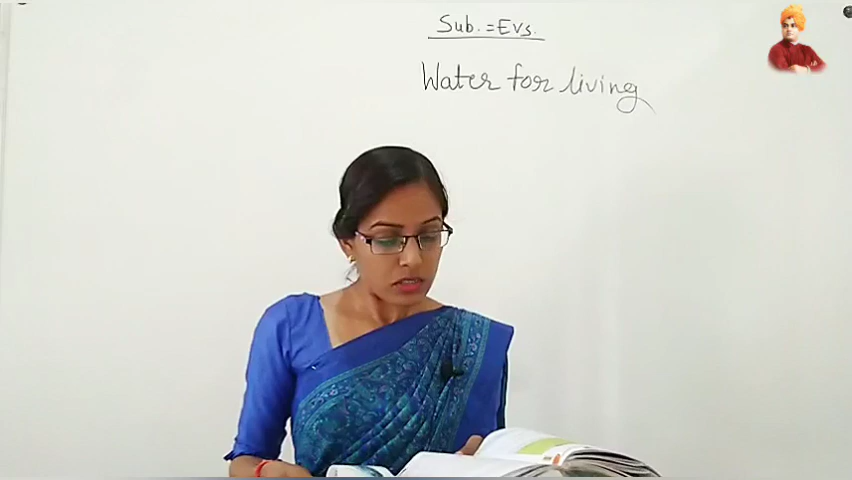 Sub. = Evs.
Water for living